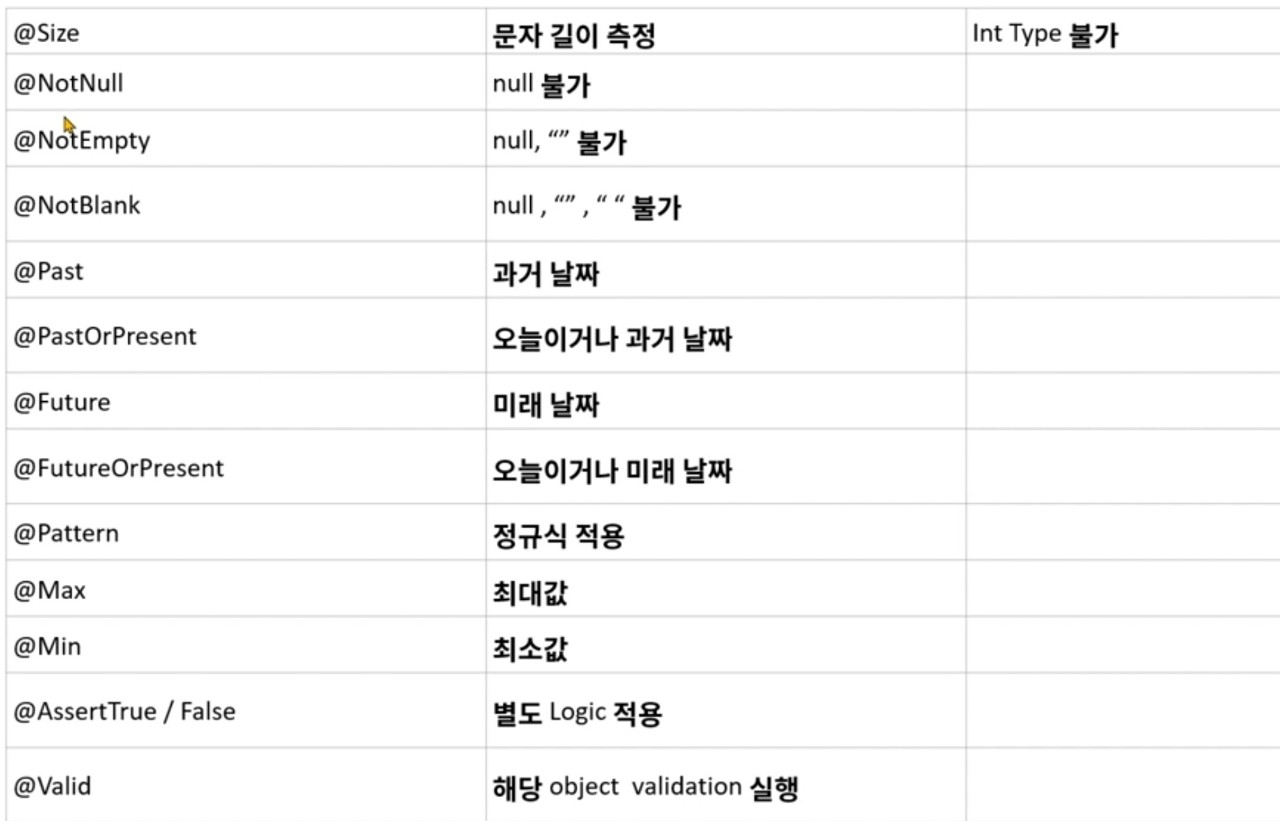 @Size 문자 길이 측정 Int Type 불가
@NotNull null 불가
@NotEmpty null, “” 불가
@NotBlank null , “” , “ “ 불가
@Past 과거 날짜
@PastOrPresent 오늘이거나 과거 날짜
@Future 미래 날짜
@FutureOrPresent 오늘이거나 미래 날짜
@Pattern 정규식 적용
@Max 최대값
@Min 최소값
@AssertTrue / False 별도 Logic 적용
@Valid 해당 object  validation 실행